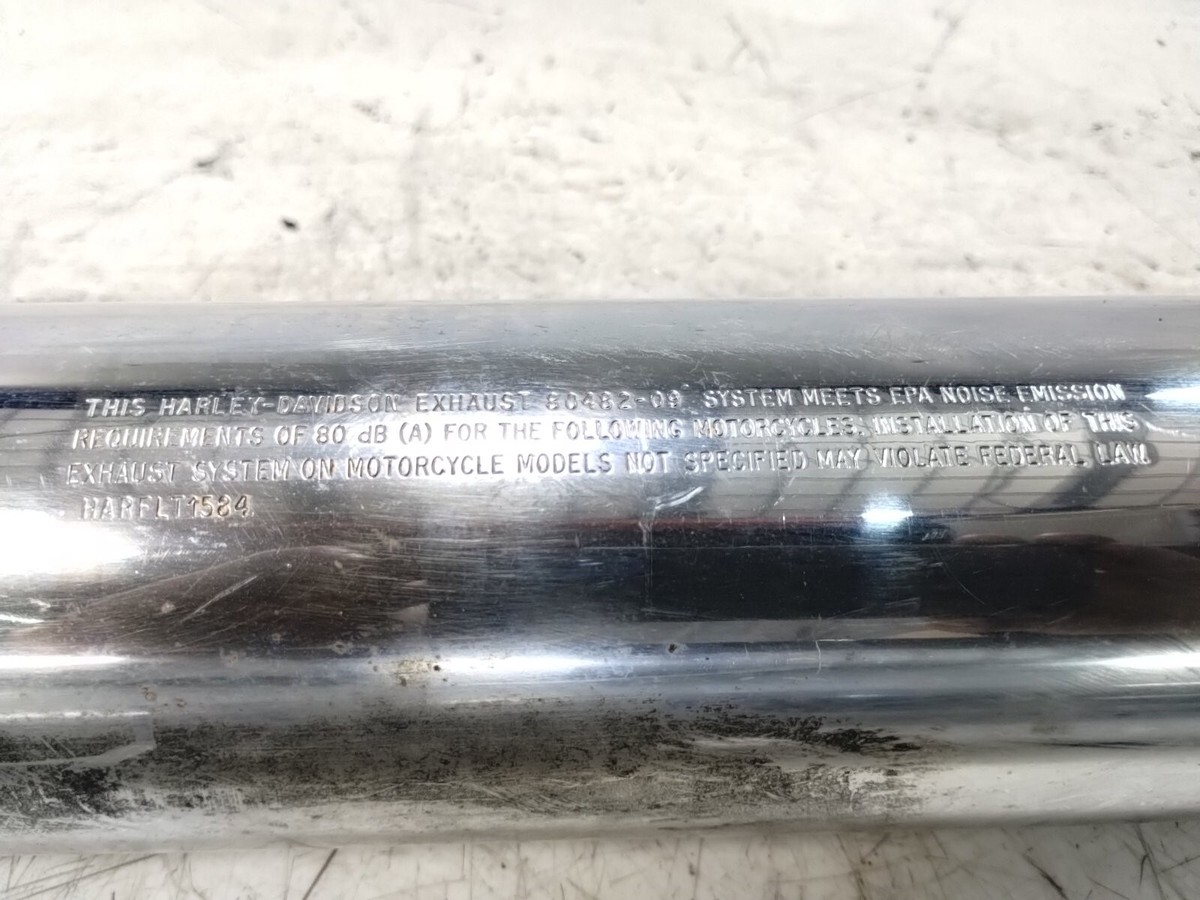 THIS HARLEY-DAVIDSON EXHAUST 80482-09 SYSTEM MEETS EPA NOISE EMISSION
REQUIREMENTS OF 80 dB (A) FOR THE FOLLOWING MOTORCYCLES. INSTALLATION OF THIS
EXHAUST SYSTEM ON MOTORCYCLE MODELS NOT SPECIFIED MAY VIOLATE FEDERAL LAW.
HARFLT1584